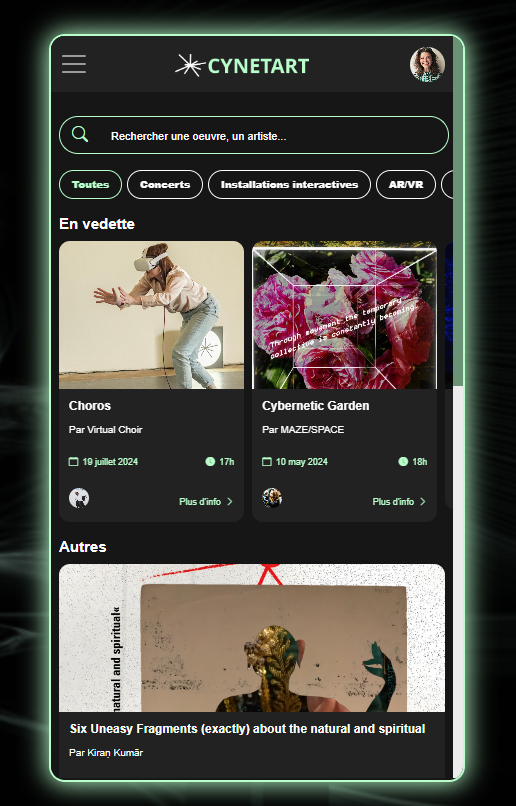 CYNETART
Rechercher une oeuvre, un artiste...
Toutes
Concerts
Installations interactives
AR/VR
En vedette
Through movement the temporary
collective is constantly becoming...
Choros
Par Virtual Choir
19 juillet 2024
17h
Plus d'info
Cybernetic Garden
Par MAZE/SPACE
10 may 2024
18h
Plus d'info
Autres
natural and spiritual«
Six Uneasy Fragments (exactly) about the natural and spiritual
Par Kiraṇ Kumār